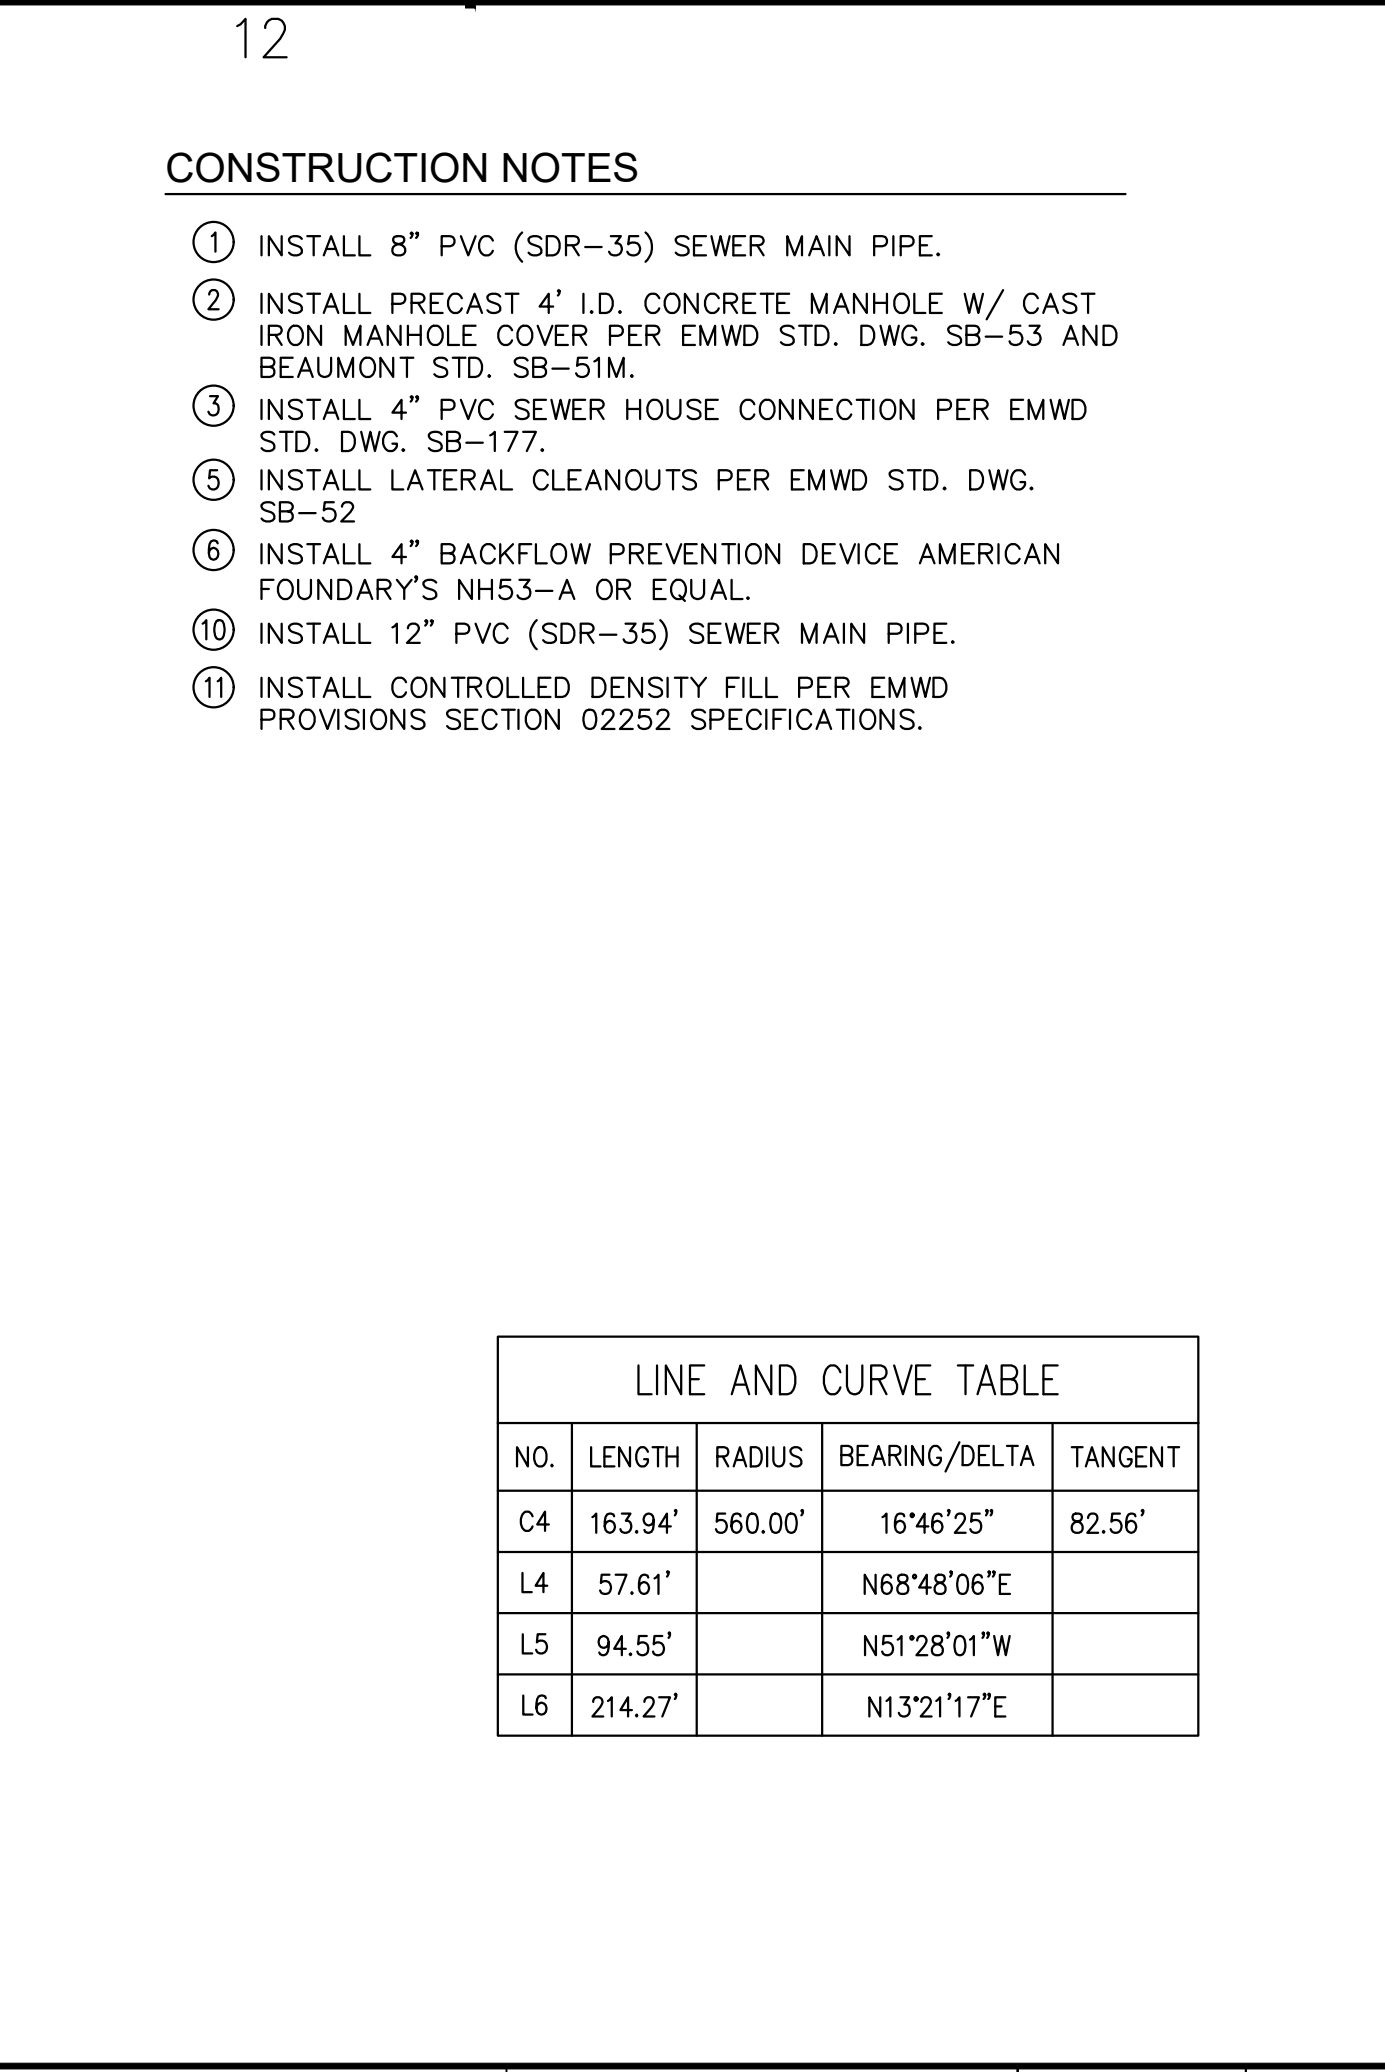 12
CONSTRUCTION NOTES
1 INSTALL 8" PVC (SDR-35) SEWER MAIN PIPE.
2 INSTALL PRECAST 4' I.D. CONCRETE MANHOLE W/ CAST
IRON MANHOLE COVER PER EMWD STD. DWG. SB-53 AND
BEAUMONT STD. SB-51M.
3 INSTALL 4" PVC SEWER HOUSE CONNECTION PER EMWD
STD. DWG. SB-177.
5 INSTALL LATERAL CLEANOUTS PER EMWD STD. DWG.
SB-52
6 INSTALL 4" BACKFLOW PREVENTION DEVICE AMERICAN
FOUNDARY'S NH53-A OR EQUAL.
10 INSTALL 12" PVC (SDR-35) SEWER MAIN PIPE.
11 INSTALL CONTROLLED DENSITY FILL PER EMWD
PROVISIONS SECTION 02252 SPECIFICATIONS.
LINE AND CURVE TABLE
NO. LENGTH RADIUS BEARING/DELTA TANGENT
C4 163.94' 560.00' 16°46'25" 82.56'
L4 57.61' N68°48'06"E
L5 94.55' N51°28'01"W
L6 214.27' N13°21'17"E